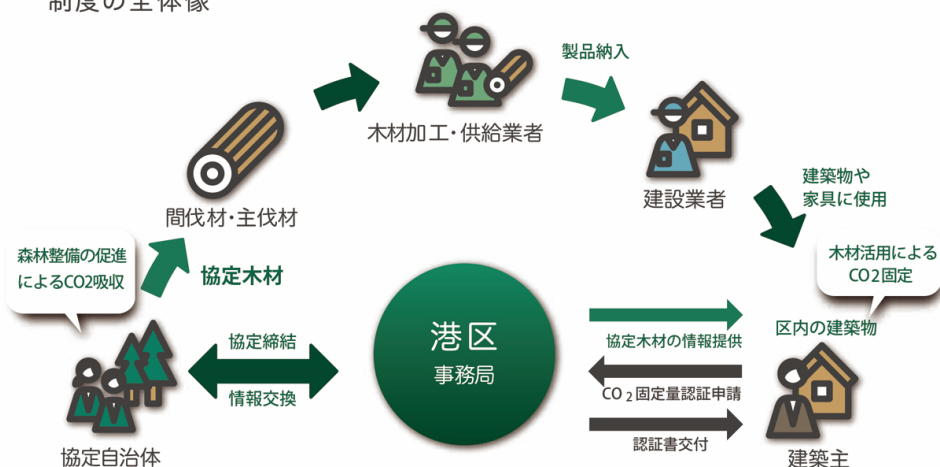 制度の全体像
製品納入
木材加工・供給業者
建設業者
建築物や
家具に使用
間伐材・主伐材
森林整備の促進
によるCO2吸収
協定木材
木材活用による
CO2固定
港区
事務局
協定締結
情報交換
協定木材の情報提供
CO2固定量認証申請
認証書交付
区内の建築物
協定自治体
建築主